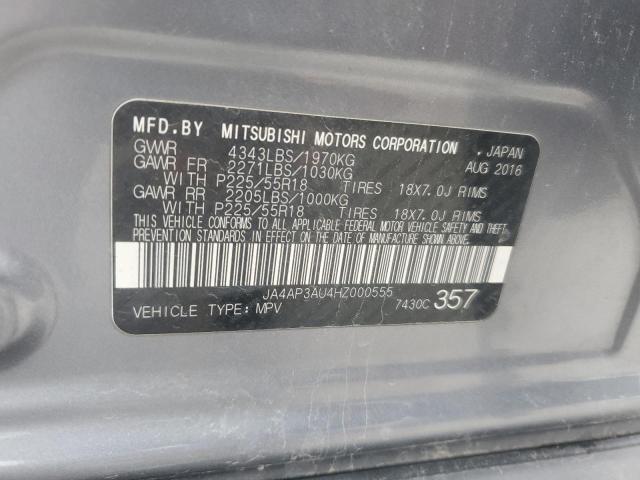 MFD.BY MITSUBISHI MOTORS CORPORATION . JAPAN
GVWR 4343LBS/1970KG AUG 2016
GAWR FR 2271LBS/1030KG
WITH P225/55R18 TIRES 18X7.0J RIMS
GAWR RR 2205LBS/1000KG
WITH P225/55R18 TIRES 18X7.0J RIMS
THIS VEHICLE CONFORMS TO ALL APPLICABLE FEDERAL MOTOR VEHICLE SAFETY AND THEFT
PREVENTION STANDARDS IN EFFECT ON THE DATE OF MANUFACTURE SHOWN ABOVE.
JA4AP3AU4HZ000555
VEHICLE TYPE: MPV 7430C 357